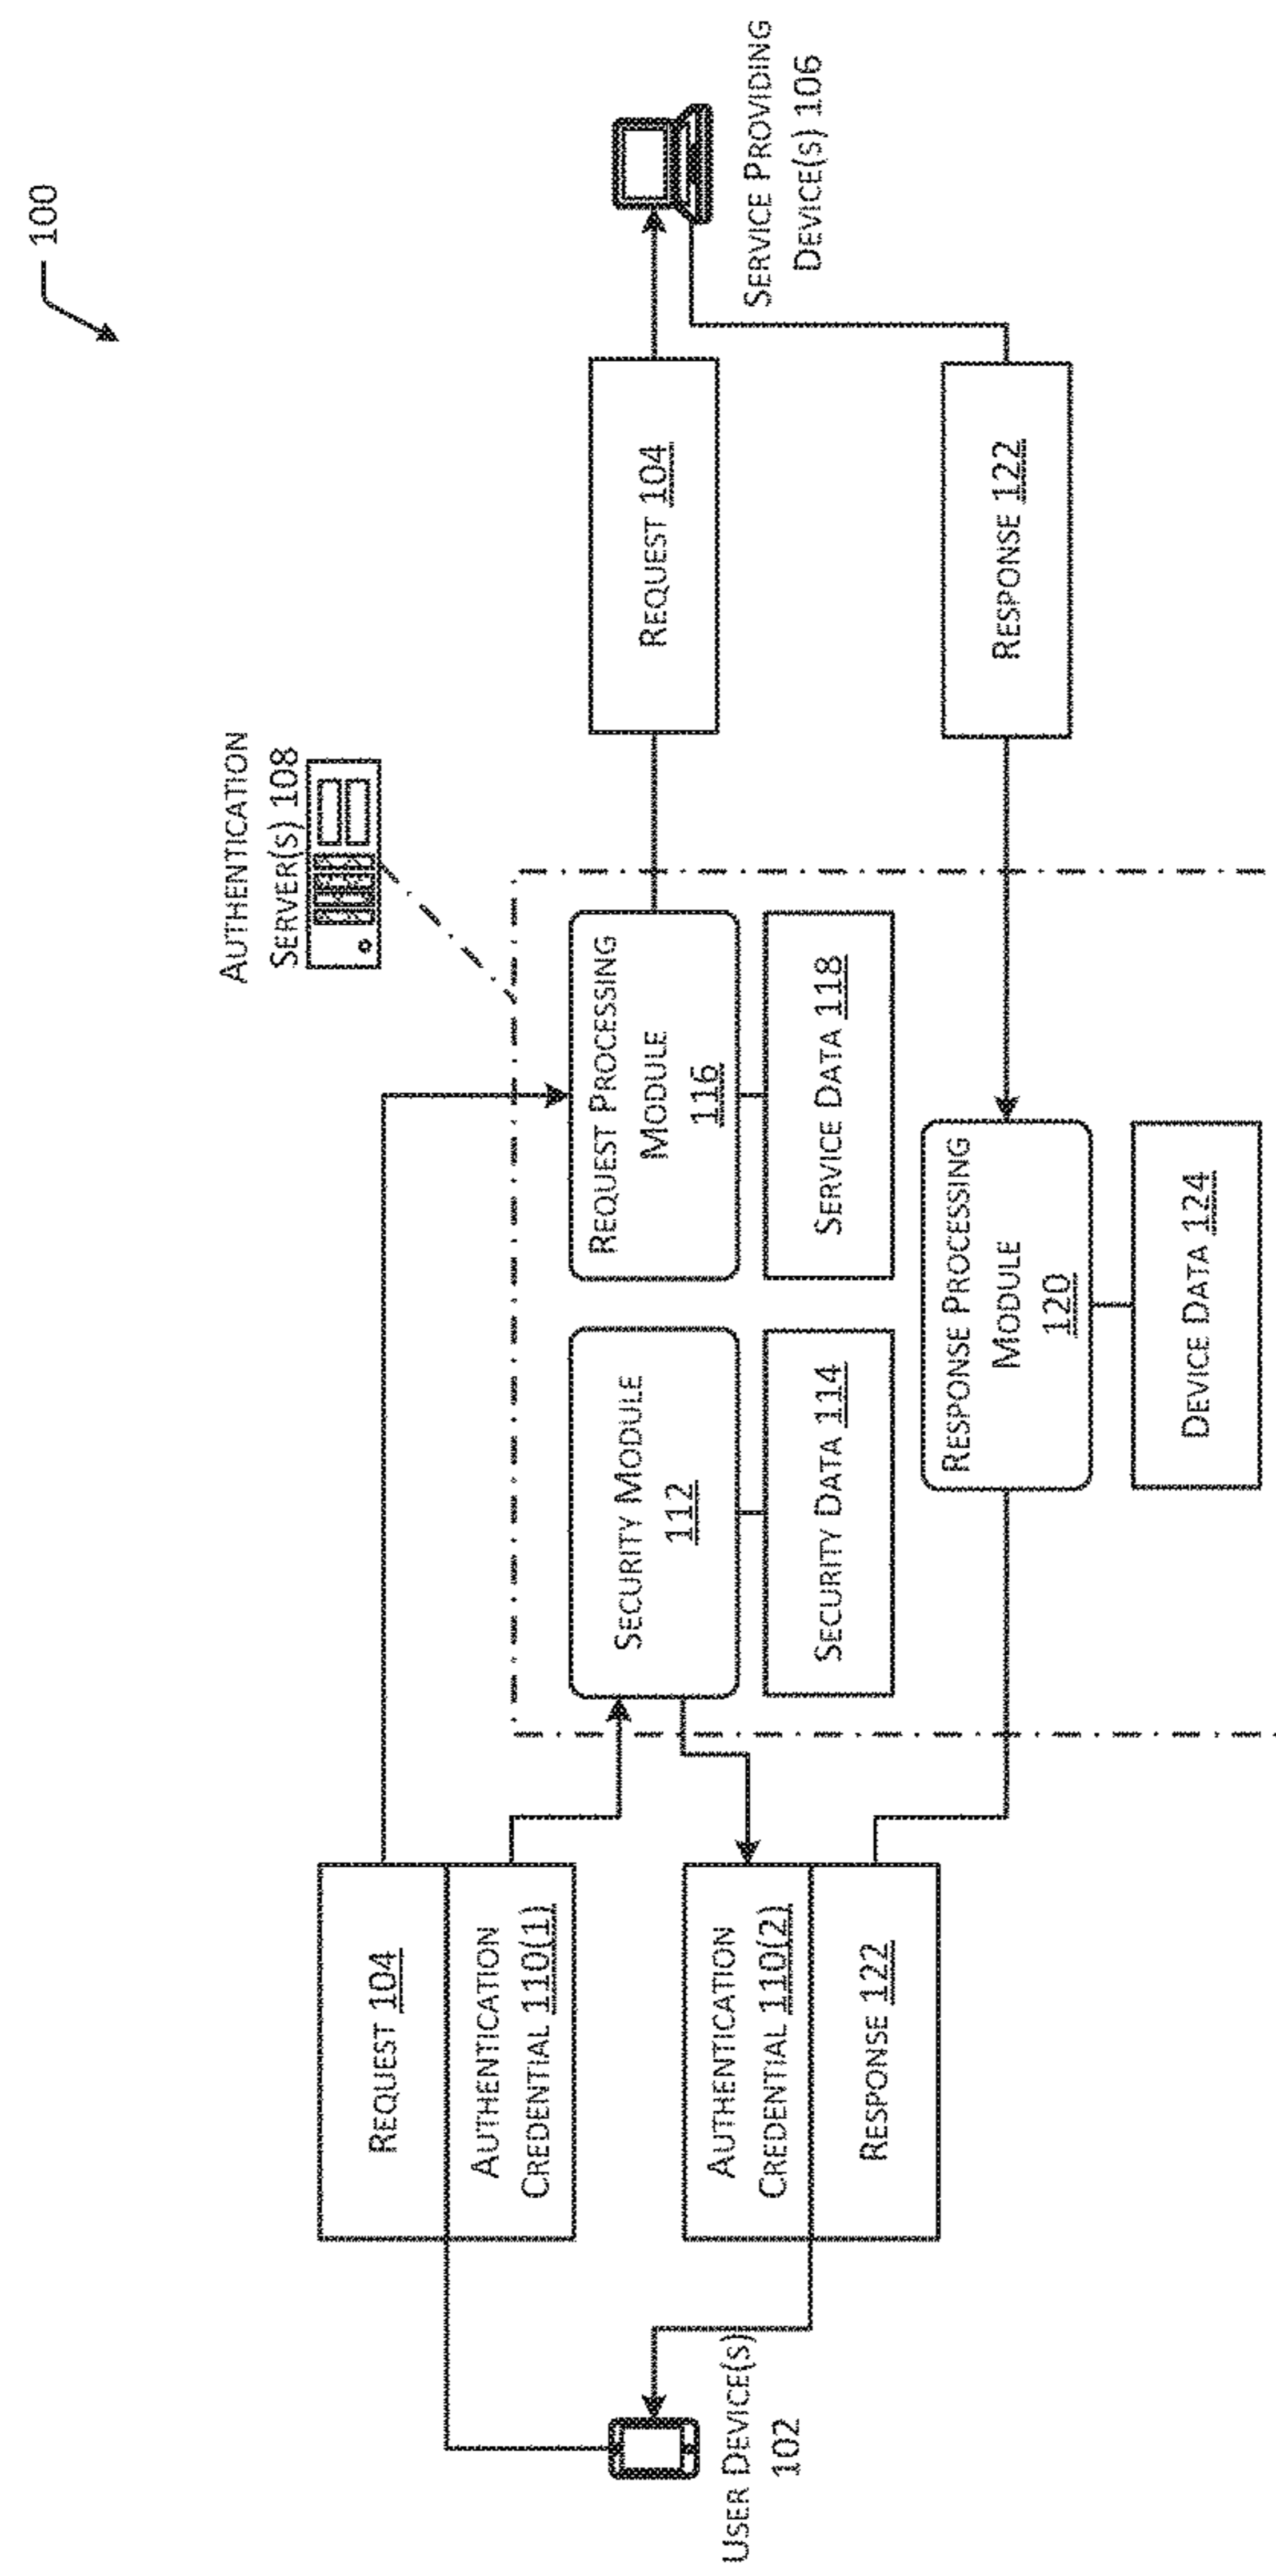 100
AUTHENTICATION
SERVER(S) 108
REQUEST 104
AUTHENTICATION
CREDENTIAL 110(1)
SECURITY MODULE
112
REQUEST PROCESSING
MODULE
116
REQUEST 104
USER DEVICE(S)
102
SERVICE PROVIDING
DEVICE(S) 106
AUTHENTICATION
CREDENTIAL 110(2)
RESPONSE 122
SECURITY DATA 114
SERVICE DATA 118
RESPONSE PROCESSING
MODULE
120
RESPONSE 122
DEVICE DATA 124